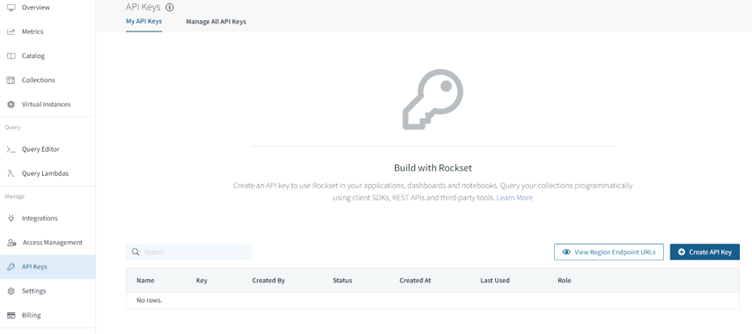 Overview
Metrics
Catalog
Collections
Virtual Instances
Query
Query Editor
Query Lambdas
Manage
Integrations
Access Management
API Keys
Settings
Billing
API Keys
My API Keys Manage All API Keys
Build with Rockset
Create an API key to use Rockset in your applications, dashboards and notebooks. Query your collections programmatically
using client SDKs, REST APIs and third-party tools. Learn More
Search View Region Endpoint URLs Create API Key
Name Key Created By Status Created At Last Used Role
No rows.